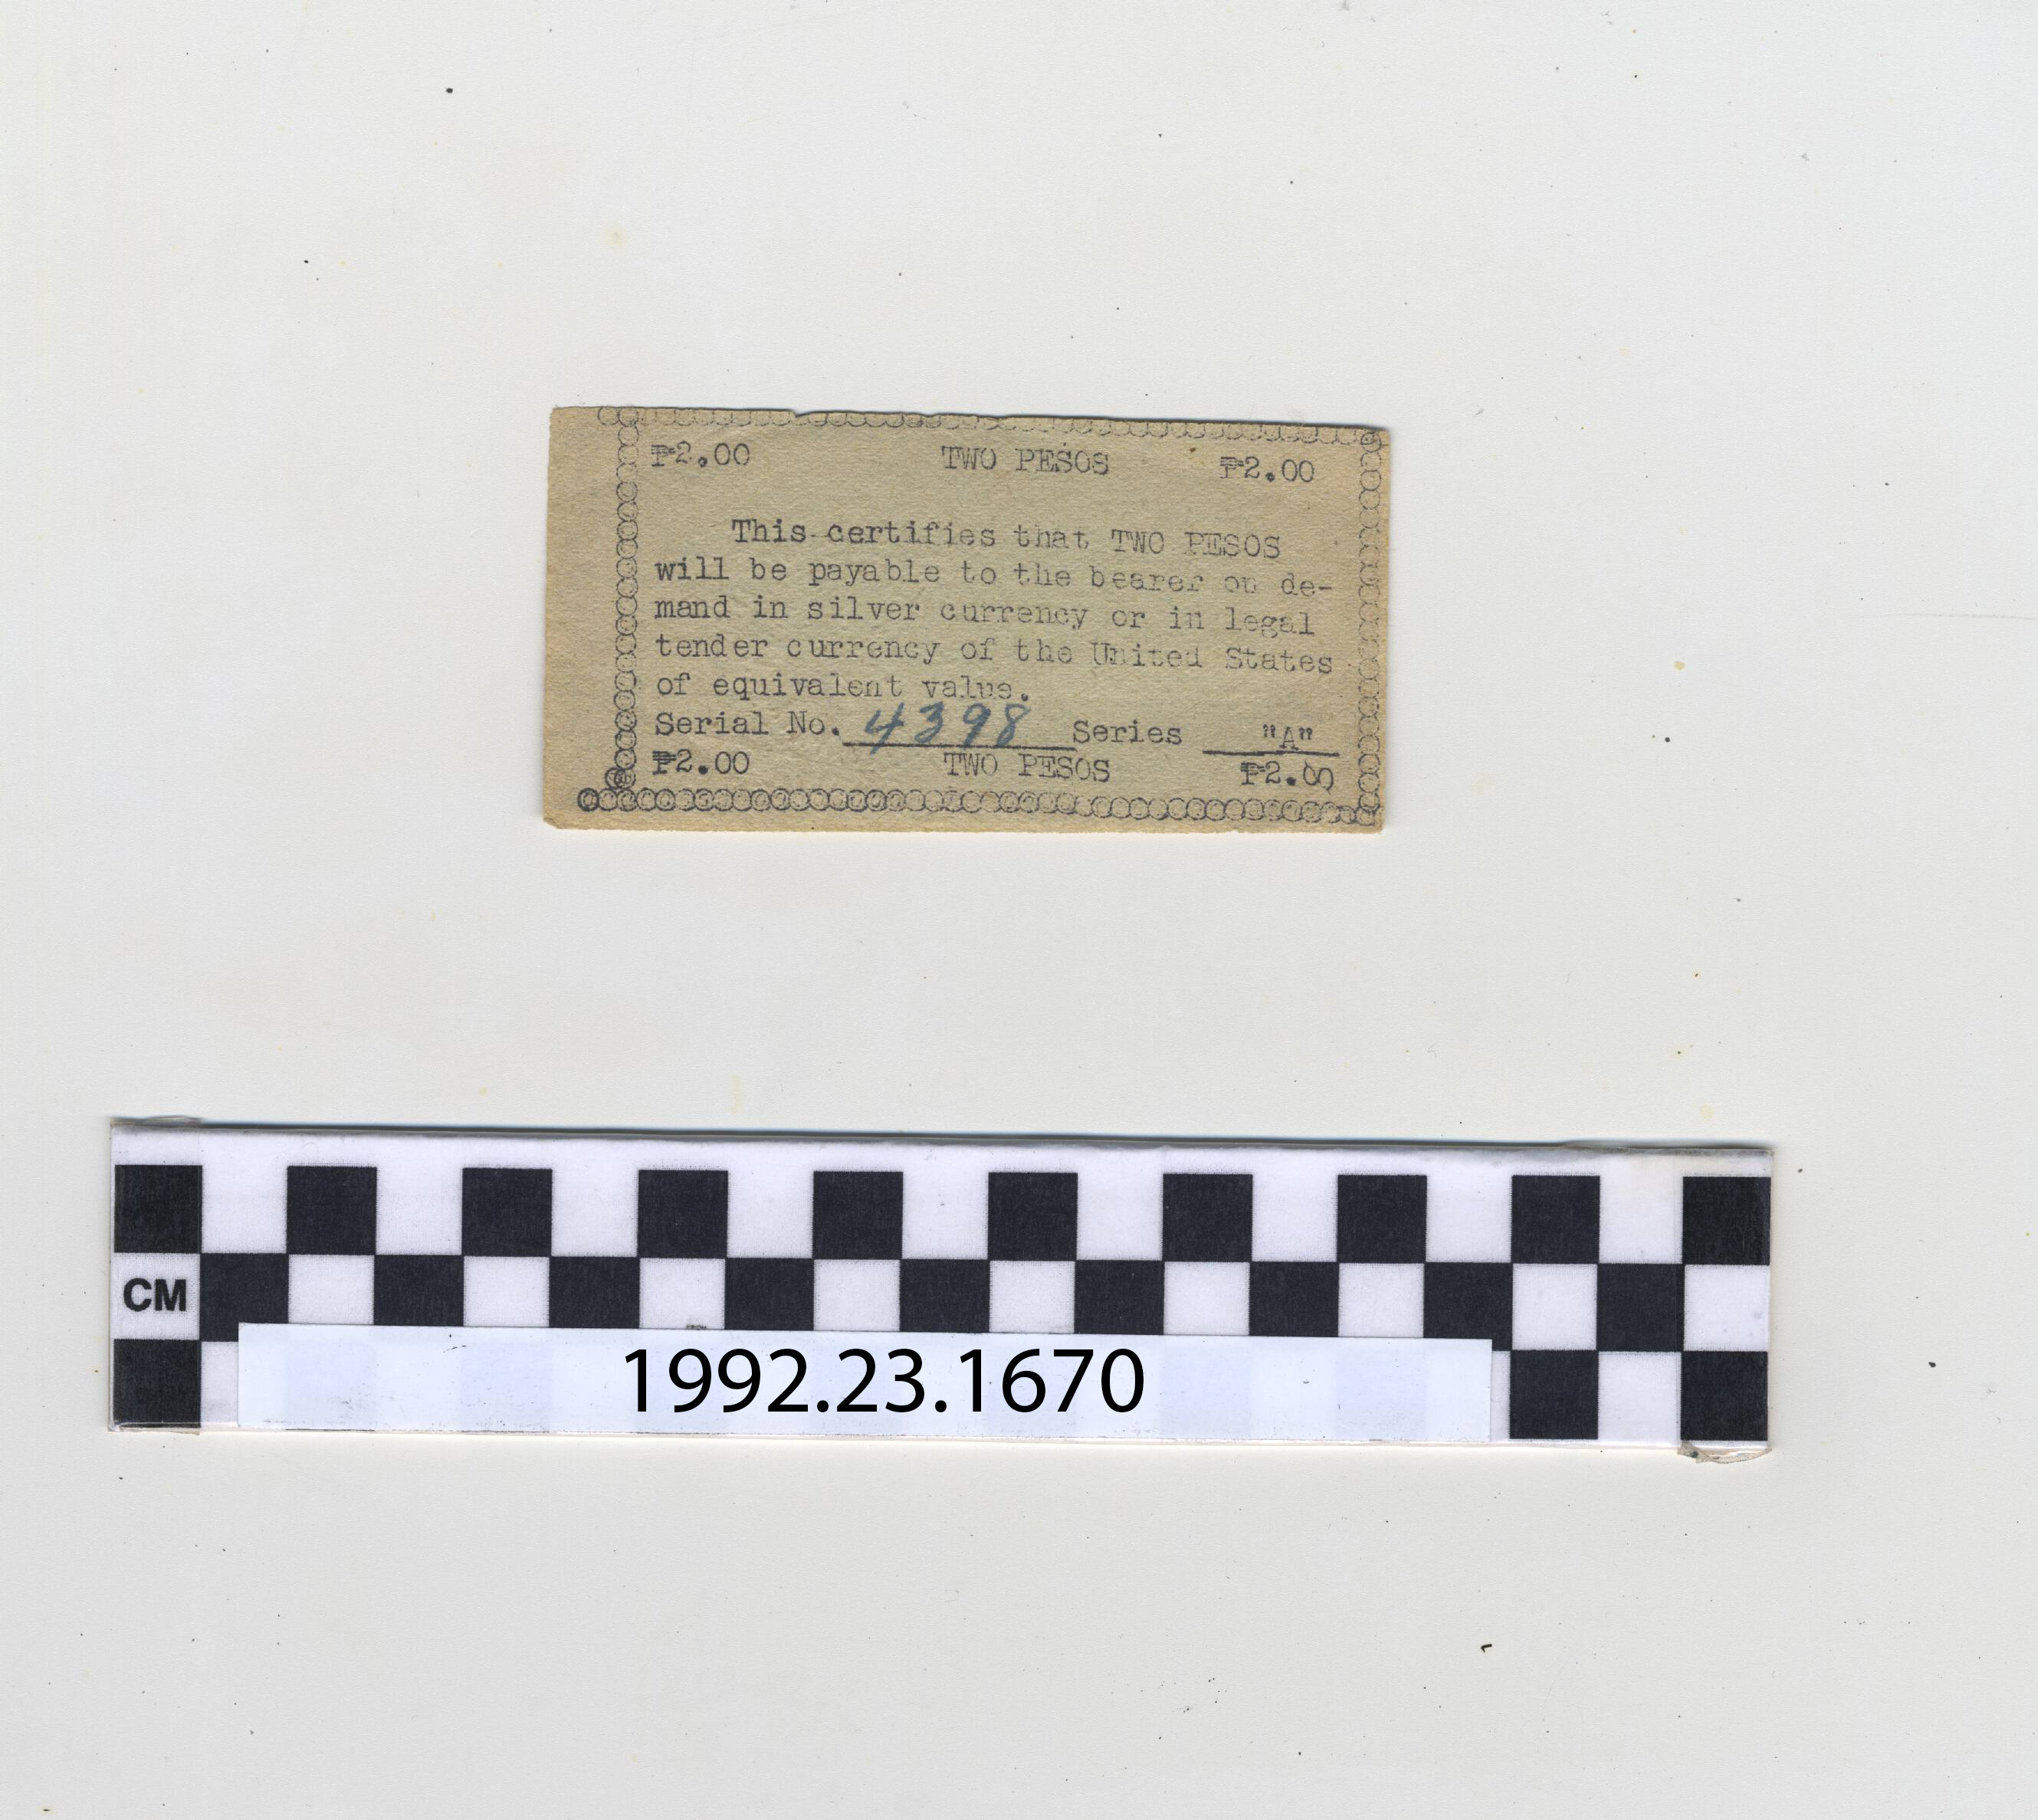 ₱2.00 TWO PESOS ₱2.00
This certifies that TWO PESOS
will be payable to the bearer on de-
mand in silver currency or in legal
tender currency of the United States
of equivalent value.
Serial No. 4398 Series "A"
₱2.00 TWO PESOS ₱2.00
CM
1992.23.1670